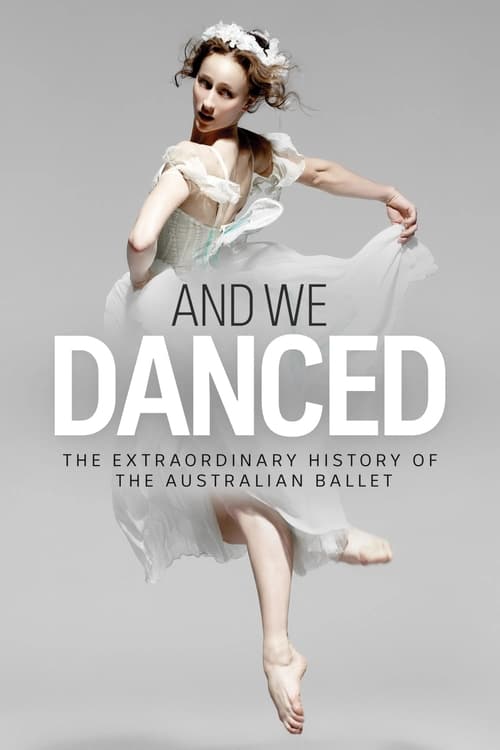 AND WE
DANCED
THE EXTRAORDINARY HISTORY OF
THE AUSTRALIAN BALLET